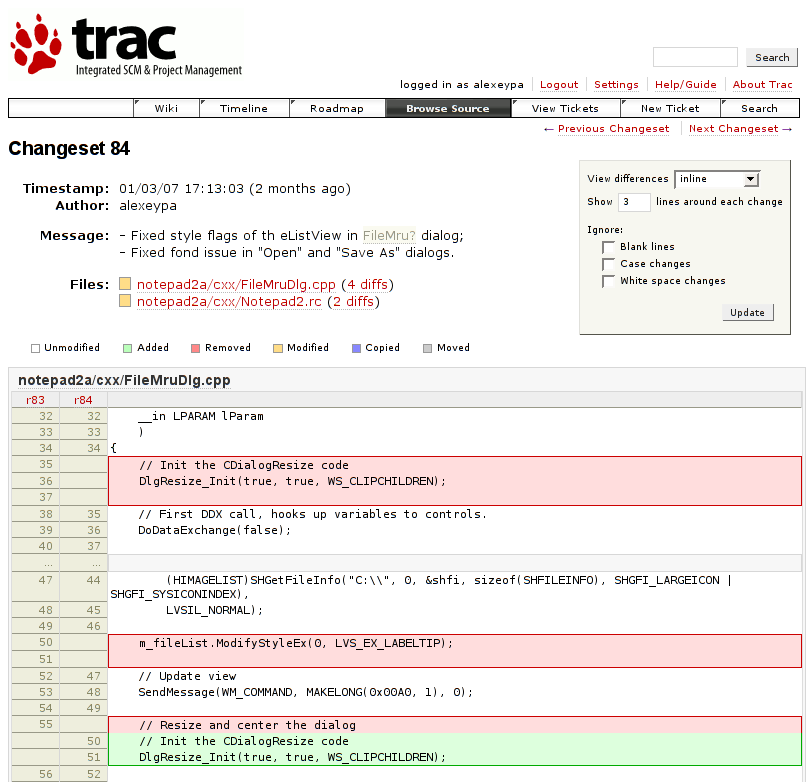 trac
Integrated SCM & Project Management
Search
logged in as alexeypa Logout Settings Help/Guide About Trac
Wiki Timeline Roadmap Browse Source View Tickets New Ticket Search
← Previous Changeset Next Changeset →
Changeset 84
Timestamp: 01/03/07 17:13:03 (2 months ago)
Author: alexeypa
Message: - Fixed style flags of th eListView in FileMru? dialog;
- Fixed fond issue in "Open" and "Save As" dialogs.
Files: notepad2a/cxx/FileMruDlg.cpp (4 diffs)
notepad2a/cxx/Notepad2.rc (2 diffs)
View differences inline
Show 3 lines around each change
Ignore:
Blank lines
Case changes
White space changes
Update
Unmodified Added Removed Modified Copied Moved
notepad2a/cxx/FileMruDlg.cpp
r83 r84
32 32 __in LPARAM lParam
33 33 )
34 34 {
35 // Init the CDialogResize code
36 DlgResize_Init(true, true, WS_CLIPCHILDREN);
37
38 35 // First DDX call, hooks up variables to controls.
39 36 DoDataExchange(false);
40 37
... ...
47 44 (HIMAGELIST)SHGetFileInfo("C:\\", 0, &shfi, sizeof(SHFILEINFO), SHGFI_LARGEICON |
SHGFI_SYSICONINDEX),
48 45 LVSIL_NORMAL);
49 46
50 m_fileList.ModifyStyleEx(0, LVS_EX_LABELTIP);
51
52 47 // Update view
53 48 SendMessage(WM_COMMAND, MAKELONG(0x00A0, 1), 0);
54 49
55 // Resize and center the dialog
50 // Init the CDialogResize code
51 DlgResize_Init(true, true, WS_CLIPCHILDREN);
56 52